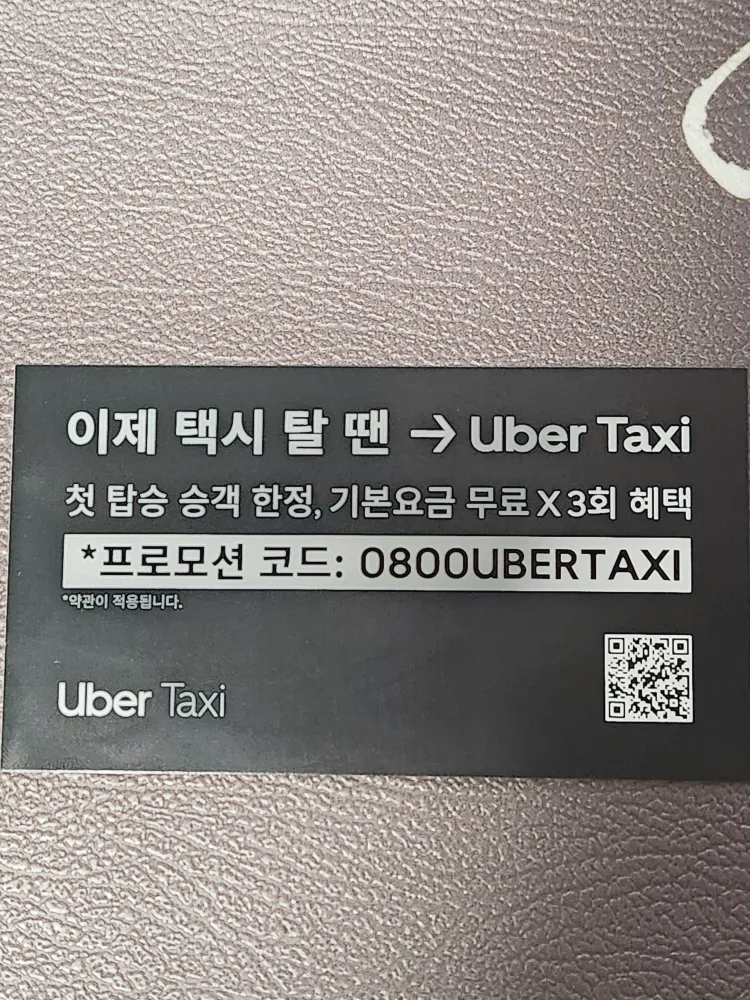 이제 택시 탈 땐 → Uber Taxi
첫 탑승 승객 한정, 기본요금 무료 X 3회 혜택
*프로모션 코드: 0800UBERTAXI
*약관이 적용됩니다.
Uber Taxi